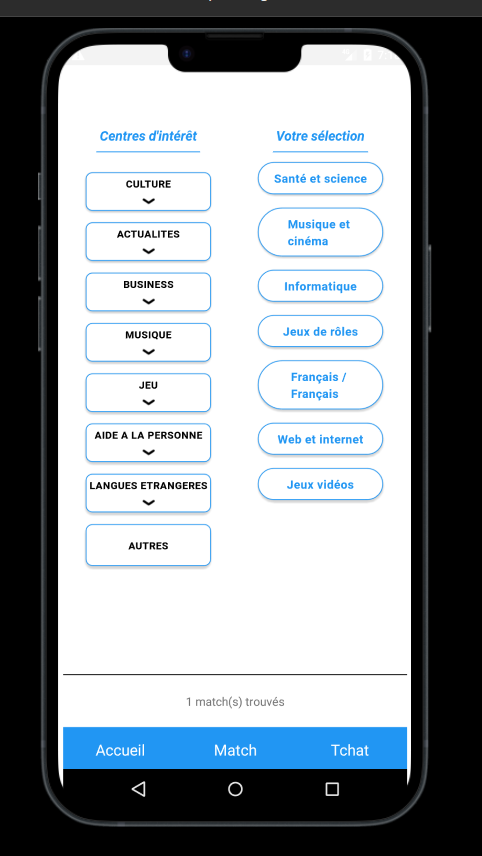 Centres d'intérêt
Votre sélection
CULTURE
ACTUALITES
BUSINESS
MUSIQUE
JEU
AIDE A LA PERSONNE
LANGUES ETRANGERES
AUTRES
Santé et science
Musique et
cinéma
Informatique
Jeux de rôles
Français /
Français
Web et internet
Jeux vidéos
1 match(s) trouvés
Accueil
Match
Tchat